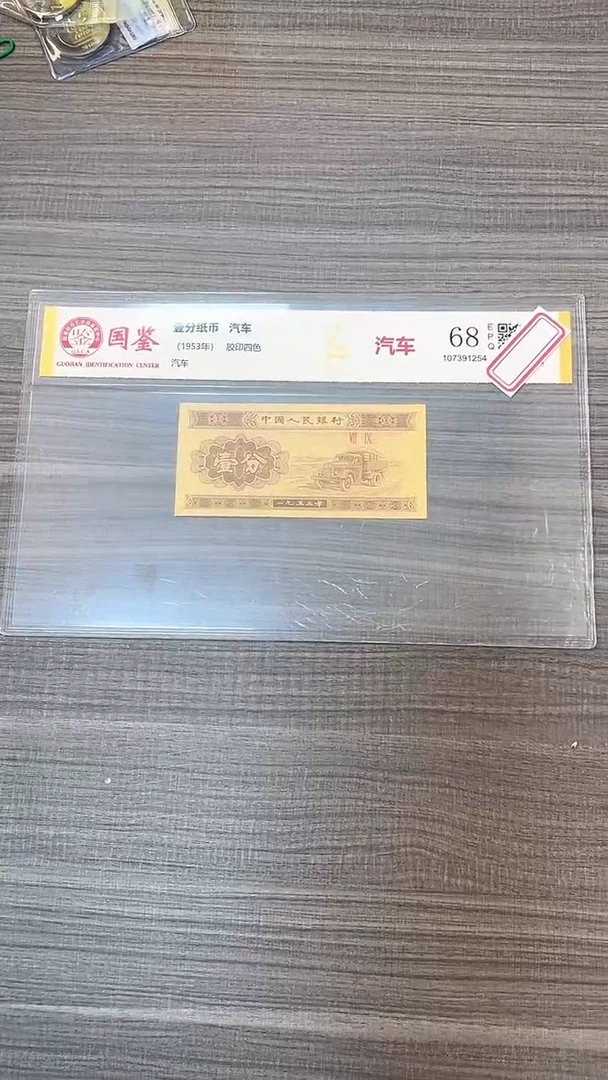 国鉴
GUOJIAN IDENTIFICATION CENTER
壹分纸币 汽车
(1953年) 胶印四色
汽车
汽车
68
EPQ
107391254
中国人民银行
VII IX
壹分
一九五三年